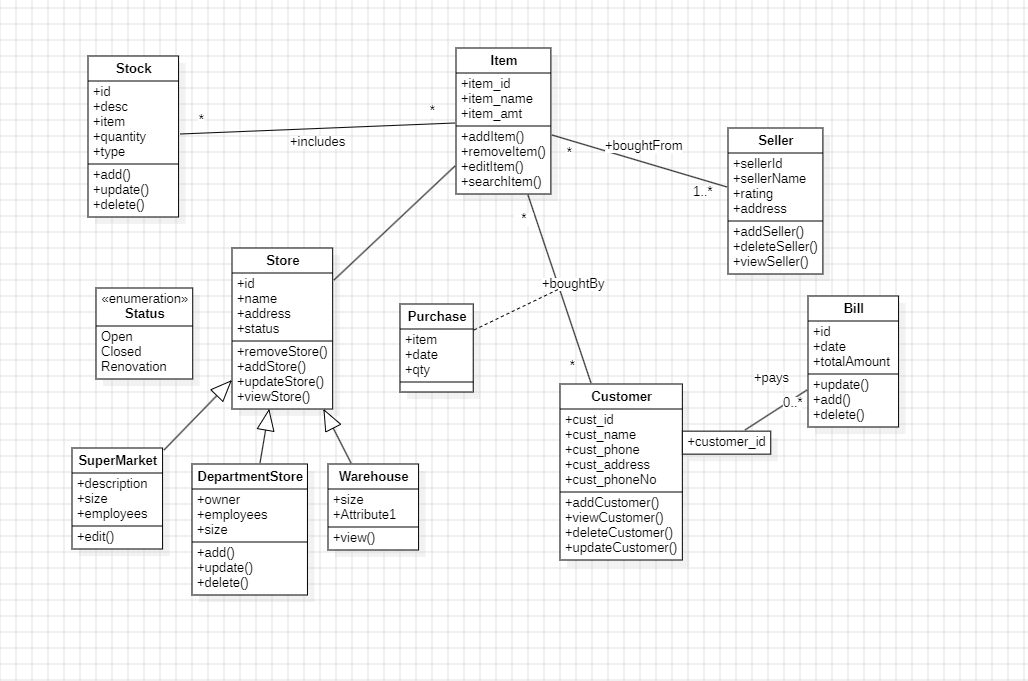 Stock
+id
+desc
+item
+quantity
+type
+add()
+update()
+delete()
*
+includes
*
Item
+item_id
+item_name
+item_amt
+addItem()
+removeItem()
+editItem()
+searchItem()
*
+boughtFrom
1..*
Seller
+sellerId
+sellerName
+rating
+address
+addSeller()
+deleteSeller()
+viewSeller()
*
+boughtBy
*
Store
+id
+name
+address
+status
+removeStore()
+addStore()
+updateStore()
+viewStore()
«enumeration»
Status
Open
Closed
Renovation
Purchase
+item
+date
+qty
Bill
+id
+date
+totalAmount
+update()
+add()
+delete()
+pays
0..*
Customer
+cust_id
+cust_name
+cust_phone
+cust_address
+cust_phoneNo
+addCustomer()
+viewCustomer()
+deleteCustomer()
+updateCustomer()
+customer_id
SuperMarket
+description
+size
+employees
+edit()
DepartmentStore
+owner
+employees
+size
+add()
+update()
+delete()
Warehouse
+size
+Attribute1
+view()